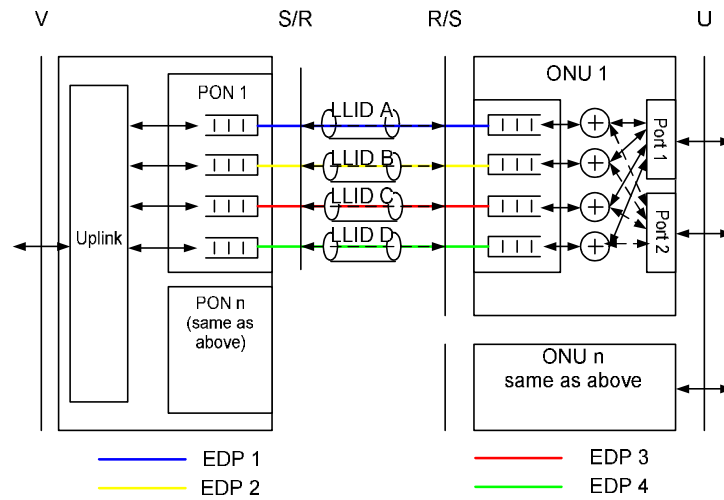 V
S/R
R/S
U
PON 1
LLID A
LLID B
LLID C
LLID D
ONU 1
Port 1
Port 2
Uplink
PON n
(same as
above)
ONU n
same as above
EDP 1
EDP 2
EDP 3
EDP 4